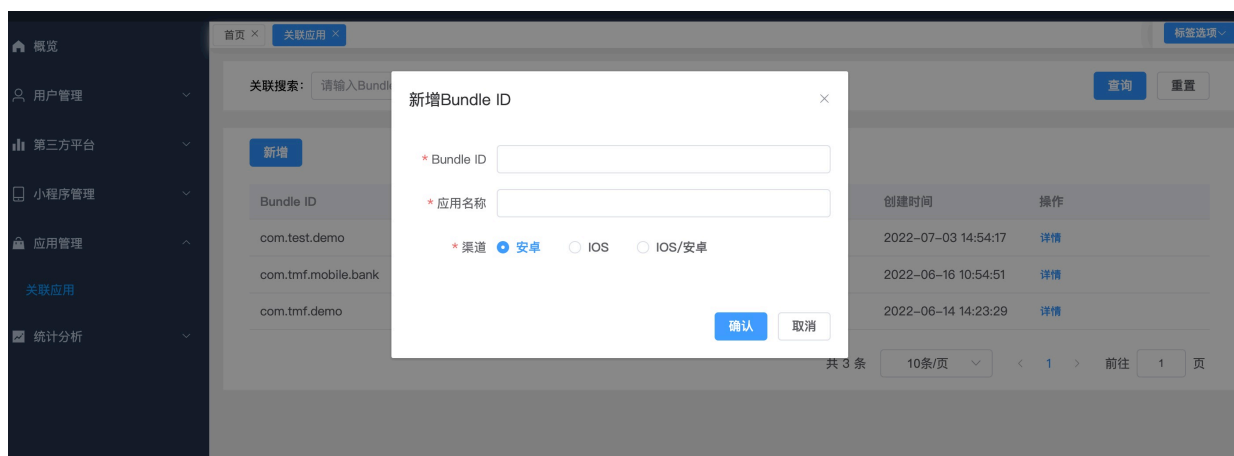 概览
用户管理
第三方平台
小程序管理
应用管理
关联应用
统计分析
首页 ×
关联应用 ×
标签选项
关联搜索：
请输入Bundle
查询
重置
新增
Bundle ID
创建时间
操作
com.test.demo
2022-07-03 14:54:17
详情
com.tmf.mobile.bank
2022-06-16 10:54:51
详情
com.tmf.demo
2022-06-14 14:23:29
详情
共 3 条
10条/页
1
前往
1
页
新增Bundle ID
* Bundle ID
* 应用名称
* 渠道
安卓
IOS
IOS/安卓
确认
取消